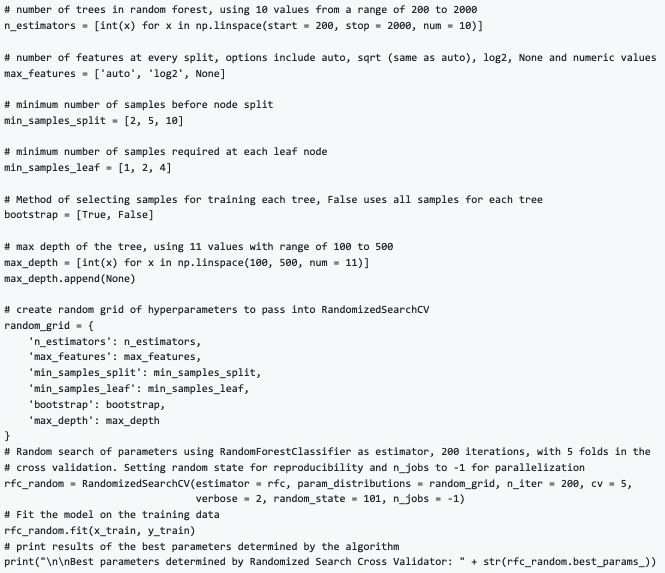 # number of trees in random forest, using 10 values from a range of 200 to 2000
n_estimators = [int(x) for x in np.linspace(start = 200, stop = 2000, num = 10)]
# number of features at every split, options include auto, sqrt (same as auto), log2, None and numeric values
max_features = ['auto', 'log2', None]
# minimum number of samples before node split
min_samples_split = [2, 5, 10]
# minimum number of samples required at each leaf node
min_samples_leaf = [1, 2, 4]
# Method of selecting samples for training each tree, False uses all samples for each tree
bootstrap = [True, False]
# max depth of the tree, using 11 values with range of 100 to 500
max_depth = [int(x) for x in np.linspace(100, 500, num = 11)]
max_depth.append(None)
# create random grid of hyperparameters to pass into RandomizedSearchCV
random_grid = {
    'n_estimators': n_estimators,
    'max_features': max_features,
    'min_samples_split': min_samples_split,
    'min_samples_leaf': min_samples_leaf,
    'bootstrap': bootstrap,
    'max_depth': max_depth
}
# Random search of parameters using RandomForestClassifier as estimator, 200 iterations, with 5 folds in the
# cross validation. Setting random state for reproducibility and n_jobs to -1 for parallelization
rfc_random = RandomizedSearchCV(estimator = rfc, param_distributions = random_grid, n_iter = 200, cv = 5,
                                verbose = 2, random_state = 101, n_jobs = -1)
# Fit the model on the training data
rfc_random.fit(x_train, y_train)
# print results of the best parameters determined by the algorithm
print("\n\nBest parameters determined by Randomized Search Cross Validator: " + str(rfc_random.best_params_))